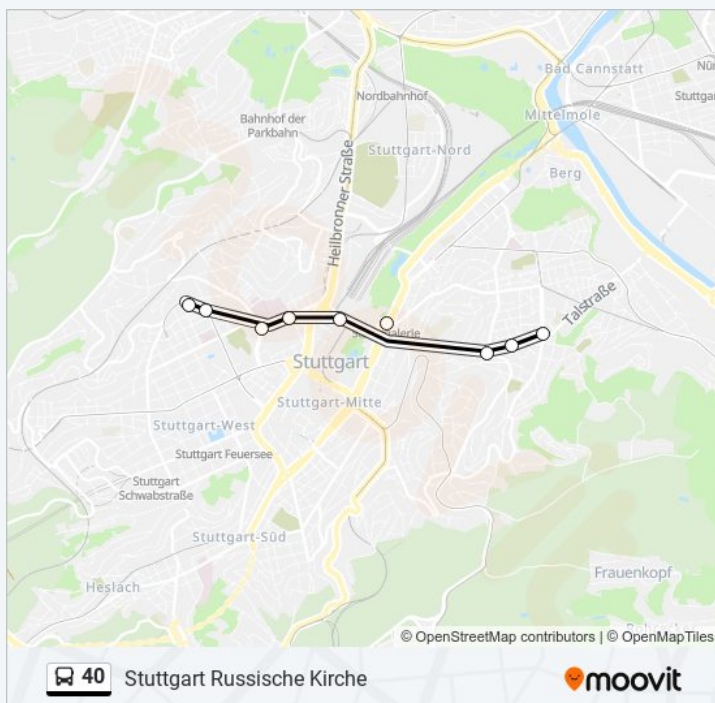 Bad Cannstatt
Nordbahnhof
Mittelmole
Bahnhof der
Parkbahn
Stuttgart-Nord
Berg
Heilbronner Straße
Talstraße
Stuttgart
Stuttgart-Mitte
Stuttgart-West
Stuttgart Feuersee
Stuttgart
Schwabstraße
Stuttgart-Süd
Heslach
Frauenkopf
© OpenStreetMap contributors | © OpenMapTiles
40 Stuttgart Russische Kirche
moovit